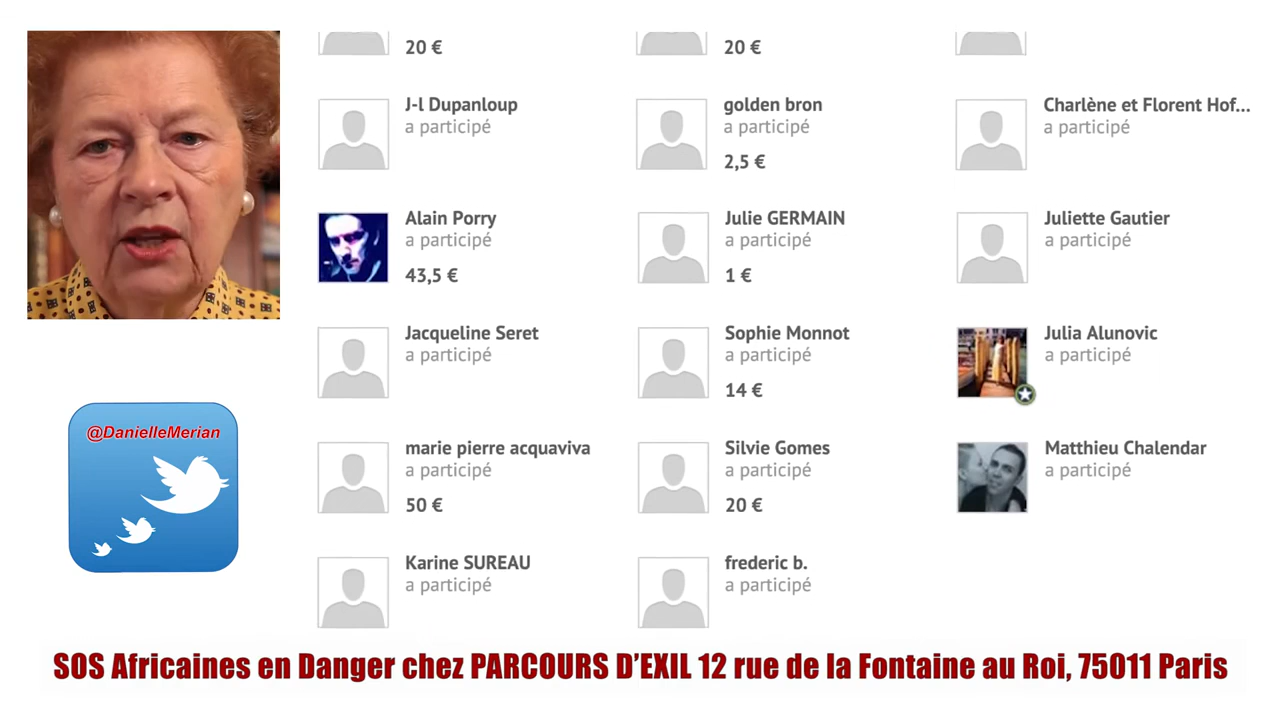 20 €
20 €
J-l Dupanloup
a participé
golden bron
a participé
2,5 €
Charlène et Florent Hof...
a participé
Alain Porry
a participé
43,5 €
Julie GERMAIN
a participé
1 €
Juliette Gautier
a participé
Jacqueline Seret
a participé
Sophie Monnot
a participé
14 €
Julia Alunovic
a participé
@DanielleMerian
marie pierre acquaviva
a participé
50 €
Silvie Gomes
a participé
20 €
Matthieu Chalendar
a participé
Karine SUREAU
a participé
frederic b.
a participé
SOS Africaines en Danger chez PARCOURS D'EXIL 12 rue de la Fontaine au Roi, 75011 Paris